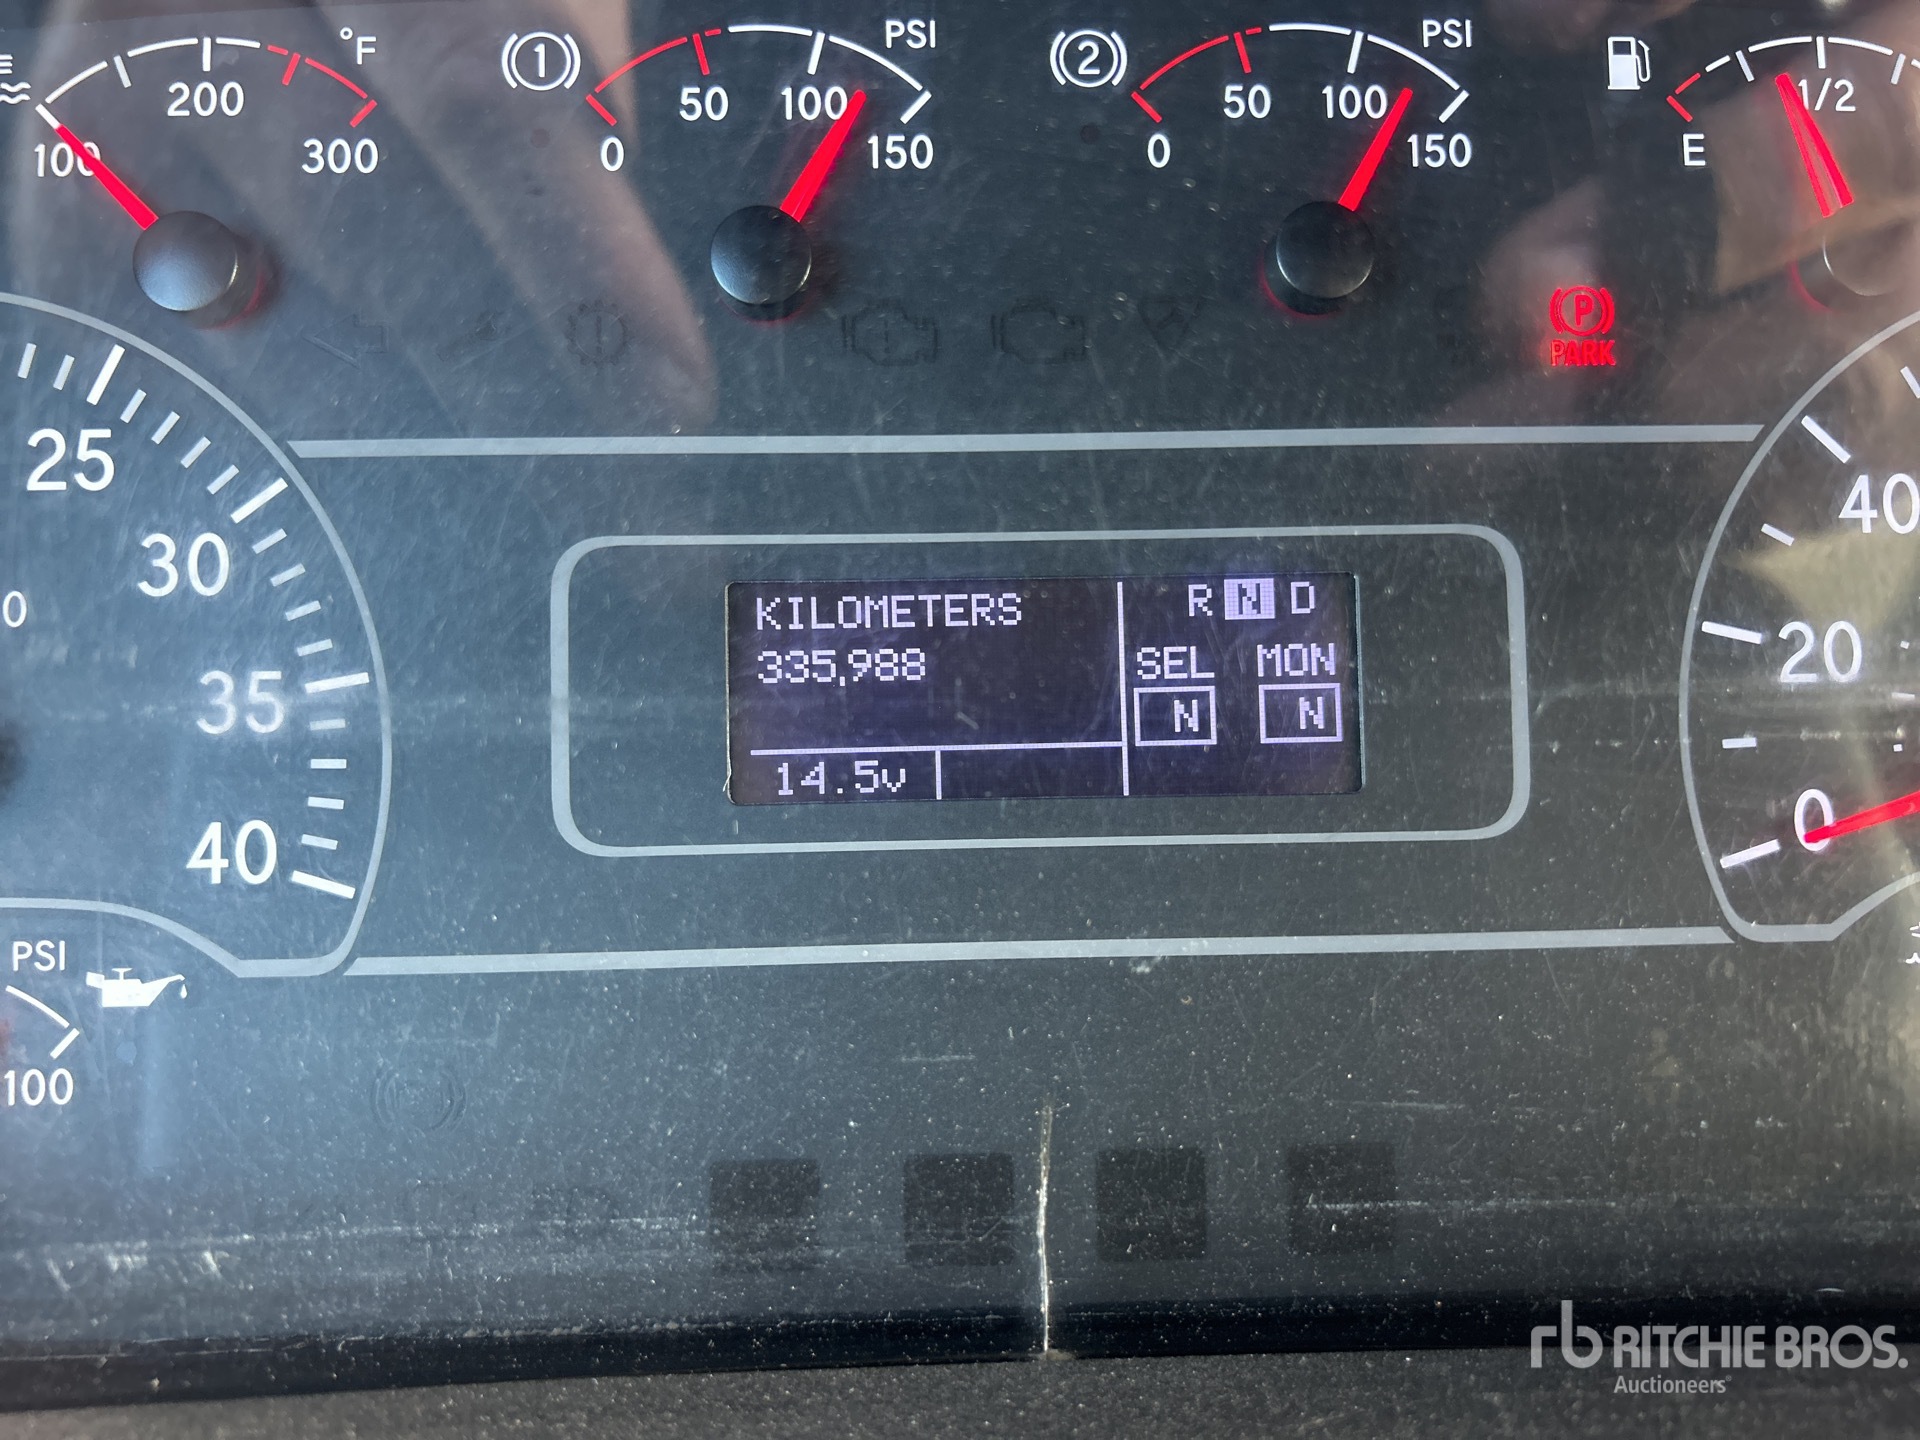 °F
100 200 300
1
PSI
0 50 100 150
2
PSI
0 50 100 150
E 1/2
P
PARK
25
30
35
40
0
KILOMETERS
335,988
14.5v
R N D
SEL MON
N N
40
20
0
PSI
100
rb RITCHIE BROS.
Auctioneers